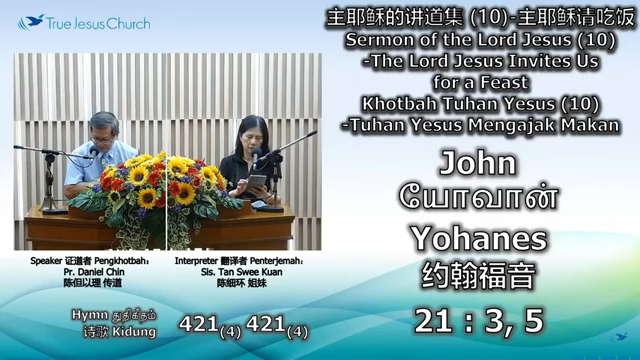 True Jesus Church
主耶稣的讲道集 (10)-主耶稣请吃饭
Sermon of the Lord Jesus (10)
-The Lord Jesus Invites Us
for a Feast
Khotbah Tuhan Yesus (10)
-Tuhan Yesus Mengajak Makan
John
யோவான்
Yohanes
约翰福音
21 : 3, 5
Speaker 证道者 Pengkhotbah：
Pr. Daniel Chin
陈但以理 传道
Interpreter 翻译者 Penterjemah：
Sis. Tan Swee Kuan
陈细环 姐妹
Hymn துதிகீதம்
诗歌 Kidung
421(4) 421(4)